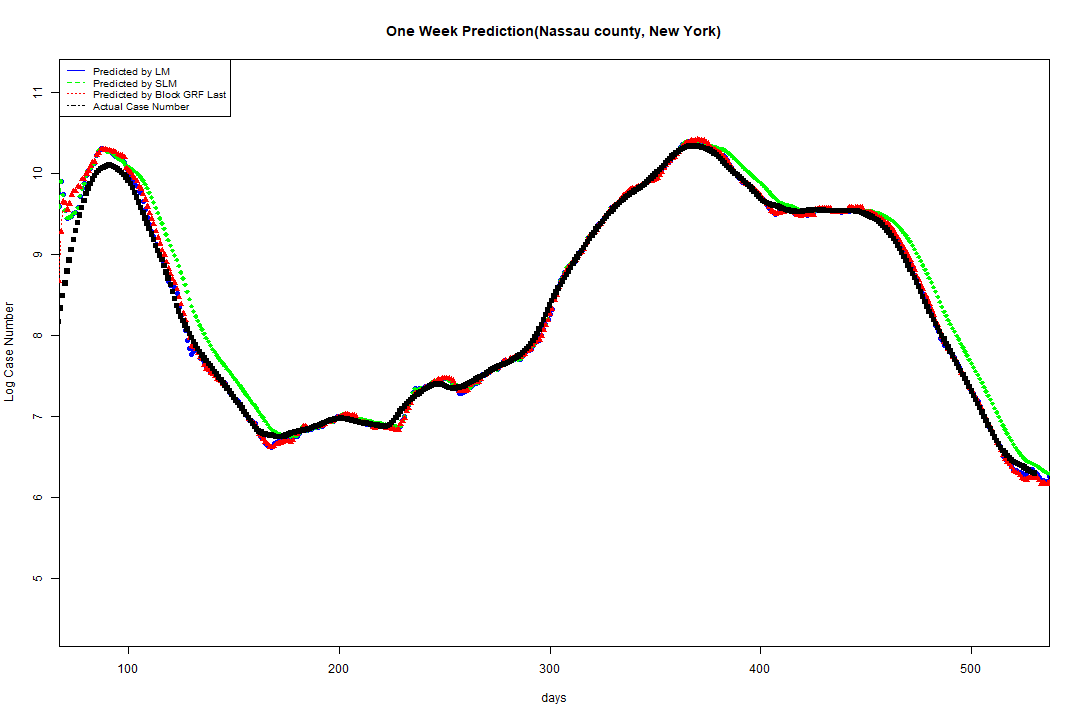 One Week Prediction(Nassau county, New York)
Predicted by LM
Predicted by SLM
Predicted by Block GRF Last
Actual Case Number
11
10
9
8
7
6
5
Log Case Number
100 200 300 400 500
days